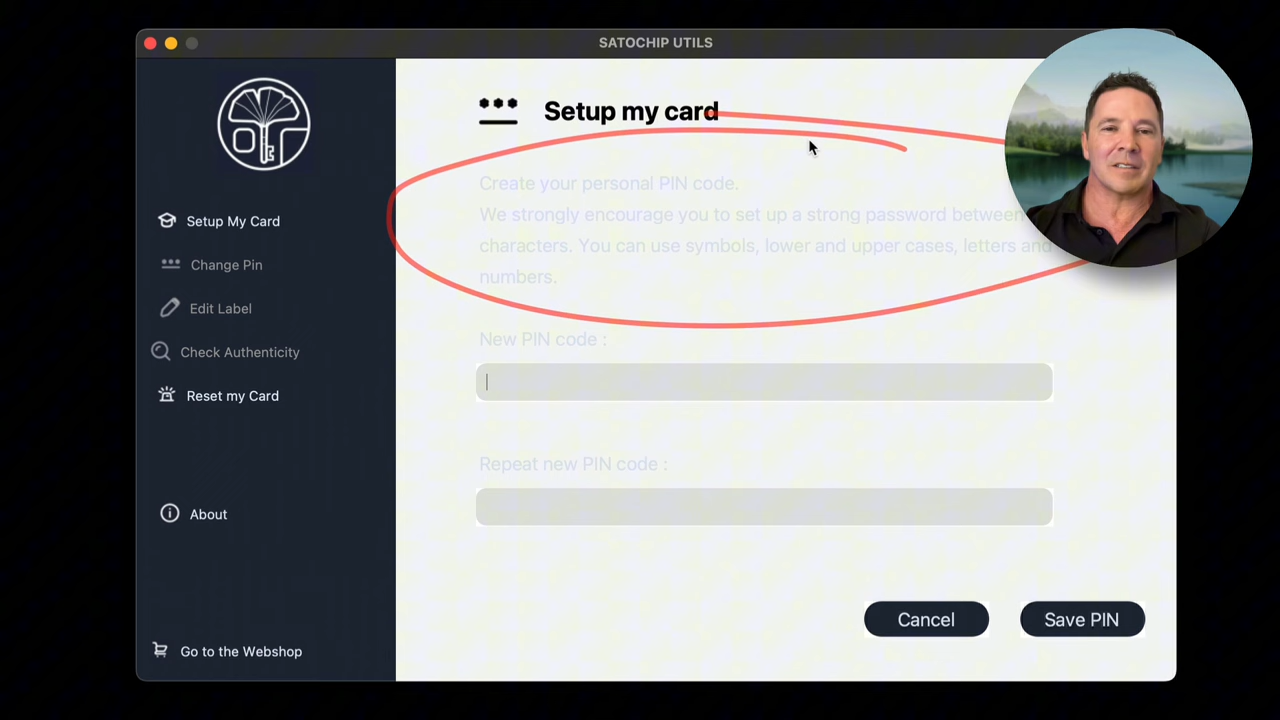 SATOCHIP UTILS
Setup my card
Create your personal PIN code.
We strongly encourage you to set up a strong password between
characters. You can use symbols, lower and upper cases, letters and
numbers.
New PIN code :
Repeat new PIN code :
Cancel
Save PIN
Setup My Card
Change Pin
Edit Label
Check Authenticity
Reset my Card
About
Go to the Webshop